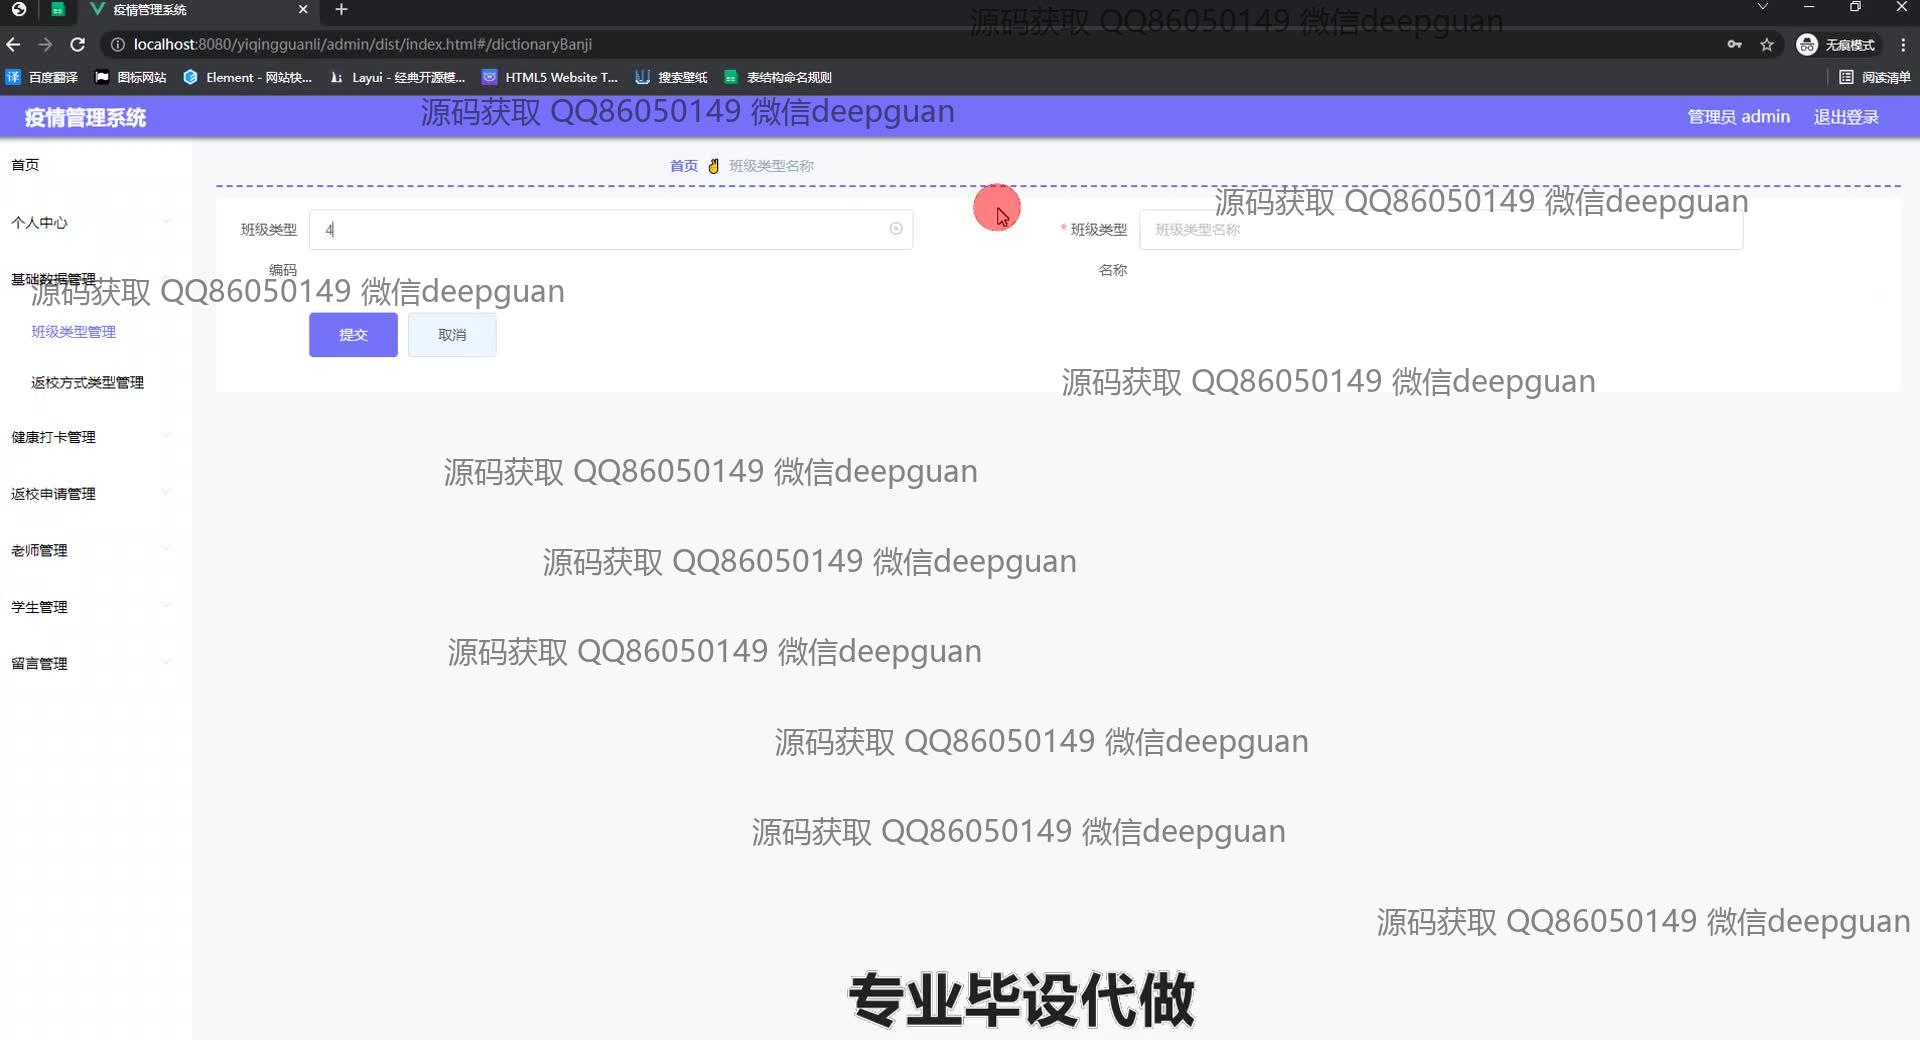 疫情管理系统
源码获取 QQ86050149 微信deepguan
localhost:8080/yiqingguanli/admin/dist/index.html#/dictionaryBanji
无痕模式
百度翻译 图标网站 Element - 网站快... Layui - 经典开源模... HTML5 Website T... 搜索壁纸 表结构命名规则 阅读清单
疫情管理系统
源码获取 QQ86050149 微信deepguan
管理员 admin 退出登录
首页
首页 班级类型名称
源码获取 QQ86050149 微信deepguan
个人中心
班级类型编码 4
* 班级类型名称 班级类型名称
基础数据管理
源码获取 QQ86050149 微信deepguan
班级类型管理
提交 取消
返校方式类型管理
源码获取 QQ86050149 微信deepguan
健康打卡管理
源码获取 QQ86050149 微信deepguan
返校申请管理
老师管理
源码获取 QQ86050149 微信deepguan
学生管理
源码获取 QQ86050149 微信deepguan
留言管理
源码获取 QQ86050149 微信deepguan
源码获取 QQ86050149 微信deepguan
源码获取 QQ86050149 微信deepguan
专业毕设代做